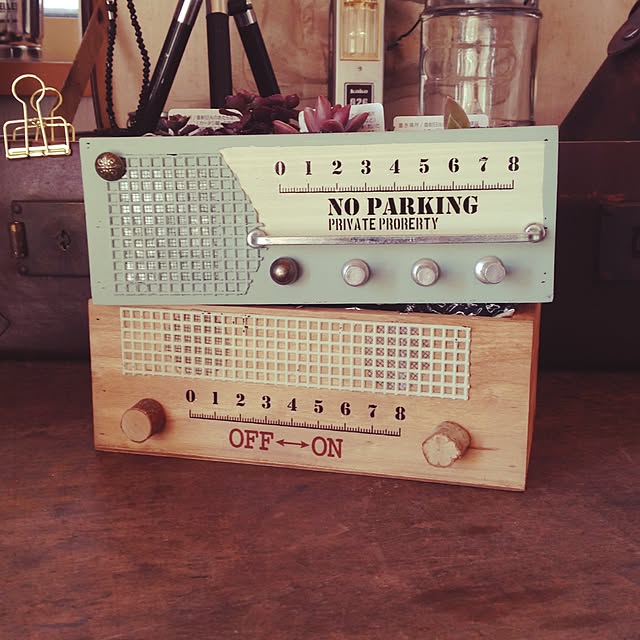 0 1 2 3 4 5 6 7 8
NO PARKING
PRIVATE PRORERTY
0 1 2 3 4 5 6 7 8
OFF ↔ ON